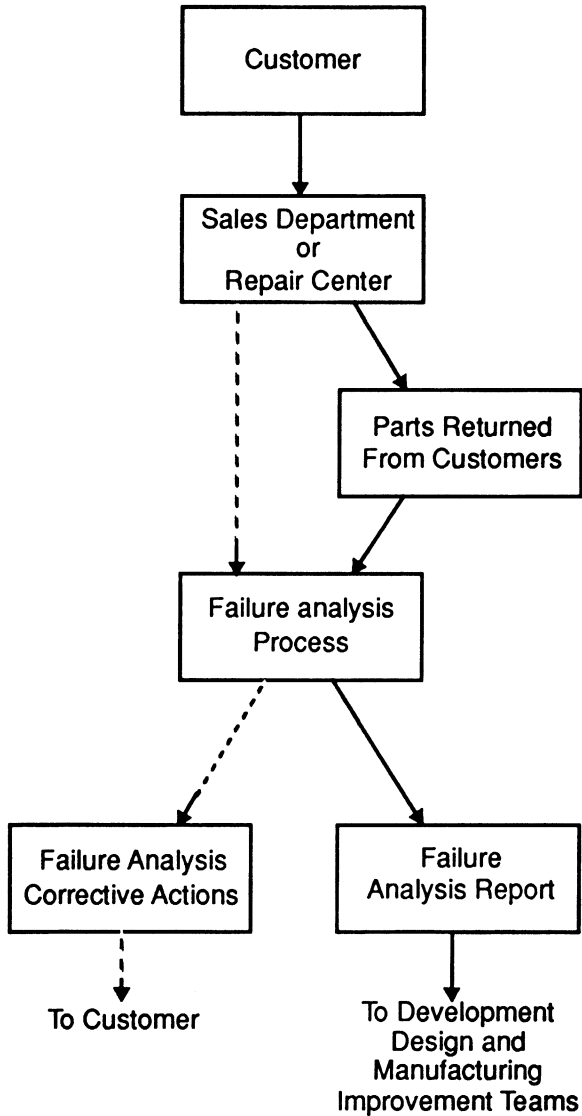 Customer
Sales Department
or
Repair Center
Parts Returned
From Customers
Failure analysis
Process
Failure Analysis
Corrective Actions
Failure
Analysis Report
To Customer
To Development
Design and
Manufacturing
Improvement Teams